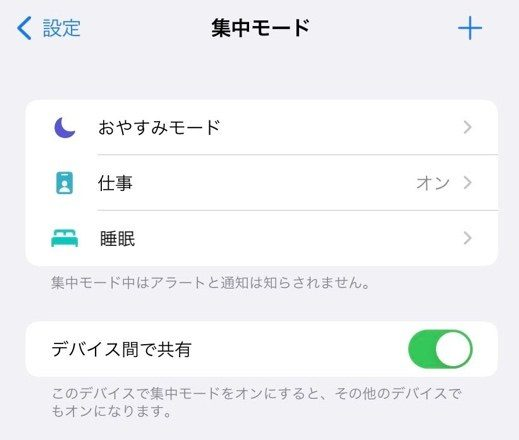 設定
集中モード
おやすみモード
仕事
オン
睡眠
集中モード中はアラートと通知は知らされません。
デバイス間で共有
このデバイスで集中モードをオンにすると、その他のデバイスで
もオンになります。